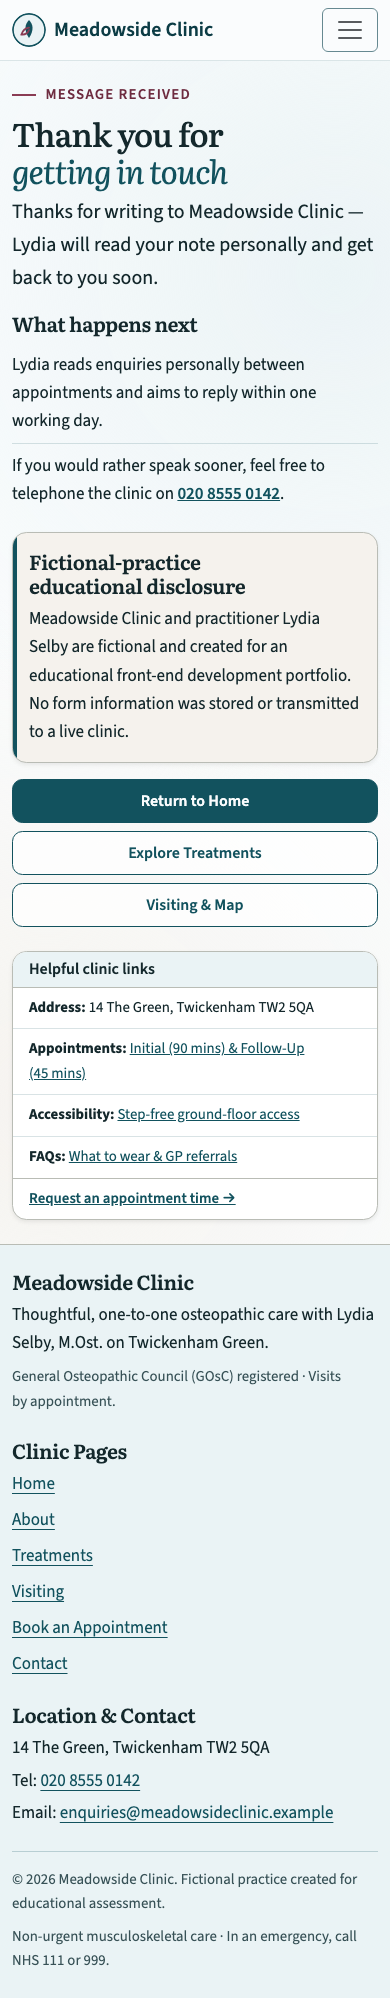 Meadowside Clinic
MESSAGE RECEIVED
Thank you for
getting in touch
Thanks for writing to Meadowside Clinic —
Lydia will read your note personally and get
back to you soon.
What happens next
Lydia reads enquiries personally between
appointments and aims to reply within one
working day.
If you would rather speak sooner, feel free to
telephone the clinic on 020 8555 0142.
Fictional-practice
educational disclosure
Meadowside Clinic and practitioner Lydia
Selby are fictional and created for an
educational front-end development portfolio.
No form information was stored or transmitted
to a live clinic.
Return to Home
Explore Treatments
Visiting & Map
Helpful clinic links
Address: 14 The Green, Twickenham TW2 5QA
Appointments: Initial (90 mins) & Follow-Up
(45 mins)
Accessibility: Step-free ground-floor access
FAQs: What to wear & GP referrals
Request an appointment time →
Meadowside Clinic
Thoughtful, one-to-one osteopathic care with Lydia
Selby, M.Ost. on Twickenham Green.
General Osteopathic Council (GOsC) registered · Visits
by appointment.
Clinic Pages
Home
About
Treatments
Visiting
Book an Appointment
Contact
Location & Contact
14 The Green, Twickenham TW2 5QA
Tel: 020 8555 0142
Email: enquiries@meadowsideclinic.example
© 2026 Meadowside Clinic. Fictional practice created for
educational assessment.
Non-urgent musculoskeletal care · In an emergency, call
NHS 111 or 999.